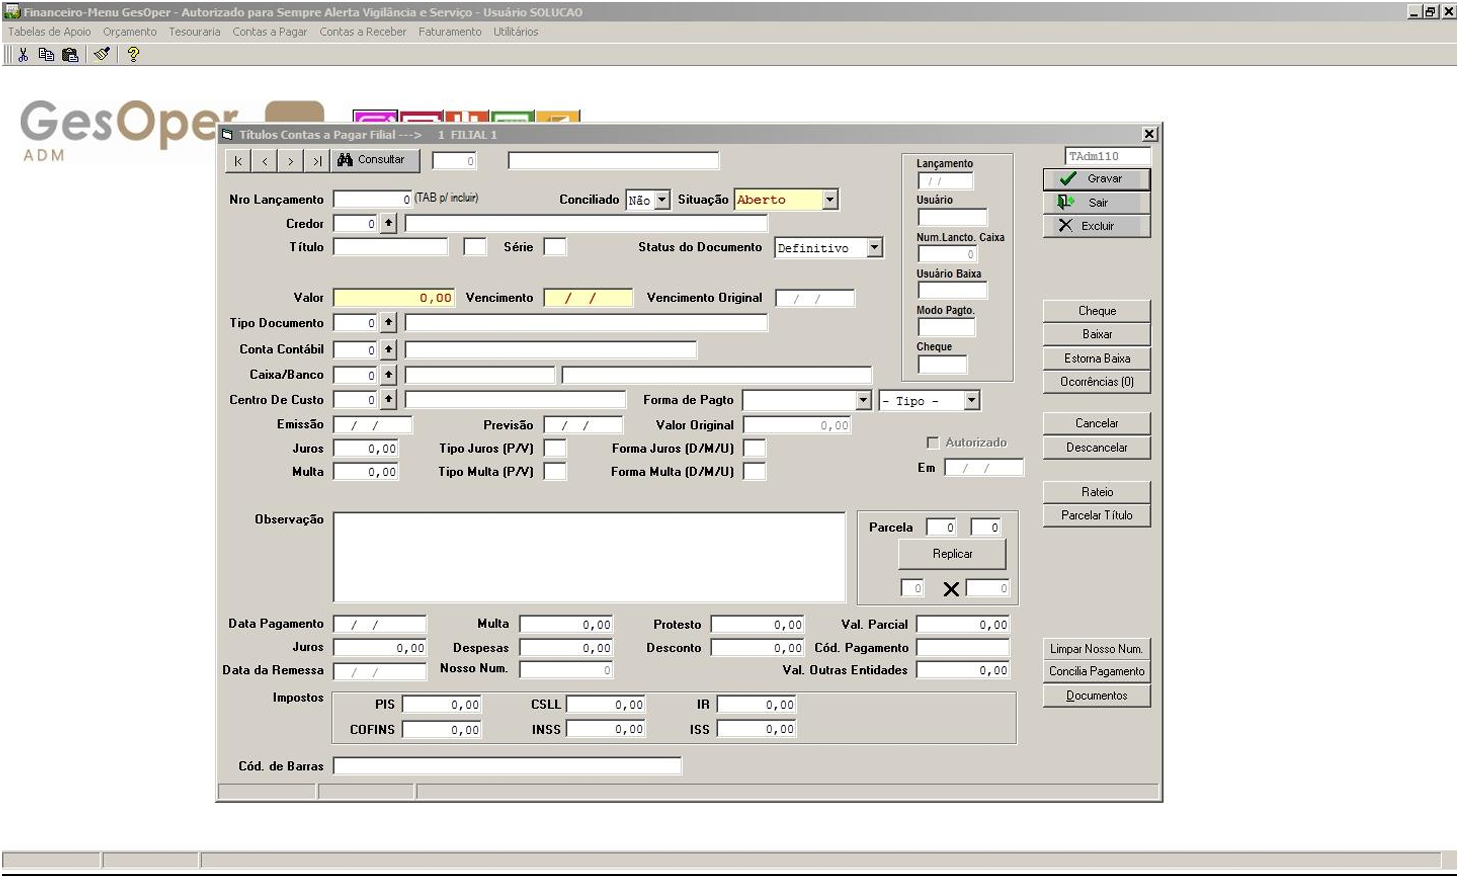 Financeiro-Menu GesOper - Autorizado para Sempre Alerta Vigilância e Serviço - Usuário SOLUCAO
Tabelas de Apoio Orçamento Tesouraria Contas a Pagar Contas a Receber Faturamento Utilitários
GesOper
ADM
Títulos Contas a Pagar Filial ---> 1 FILIAL 1
Consultar 0
TAdm110
Nro Lançamento 0 (TAB p/ incluir) Conciliado Não Situação Aberto
Credor 0
Título Série Status do Documento Definitivo
Valor 0,00 Vencimento / / Vencimento Original / /
Tipo Documento 0
Conta Contábil 0
Caixa/Banco 0
Centro De Custo 0 Forma de Pagto - Tipo -
Emissão / / Previsão / / Valor Original 0,00
Juros 0,00 Tipo Juros (P/V) Forma Juros (D/M/U)
Multa 0,00 Tipo Multa (P/V) Forma Multa (D/M/U)
Autorizado
Em / /
Lançamento
/ /
Usuário
Num.Lancto. Caixa
0
Usuário Baixa
Modo Pagto.
Cheque
Gravar
Sair
Excluir
Cheque
Baixar
Estorna Baixa
Ocorrências (0)
Cancelar
Descancelar
Rateio
Parcelar Título
Observação
Parcela 0 0
Replicar
0 X 0
Data Pagamento / / Multa 0,00 Protesto 0,00 Val. Parcial 0,00
Juros 0,00 Despesas 0,00 Desconto 0,00 Cód. Pagamento
Data da Remessa / / Nosso Num. 0 Val. Outras Entidades 0,00
Limpar Nosso Num.
Concilia Pagamento
Documentos
Impostos
PIS 0,00 CSLL 0,00 IR 0,00
COFINS 0,00 INSS 0,00 ISS 0,00
Cód. de Barras